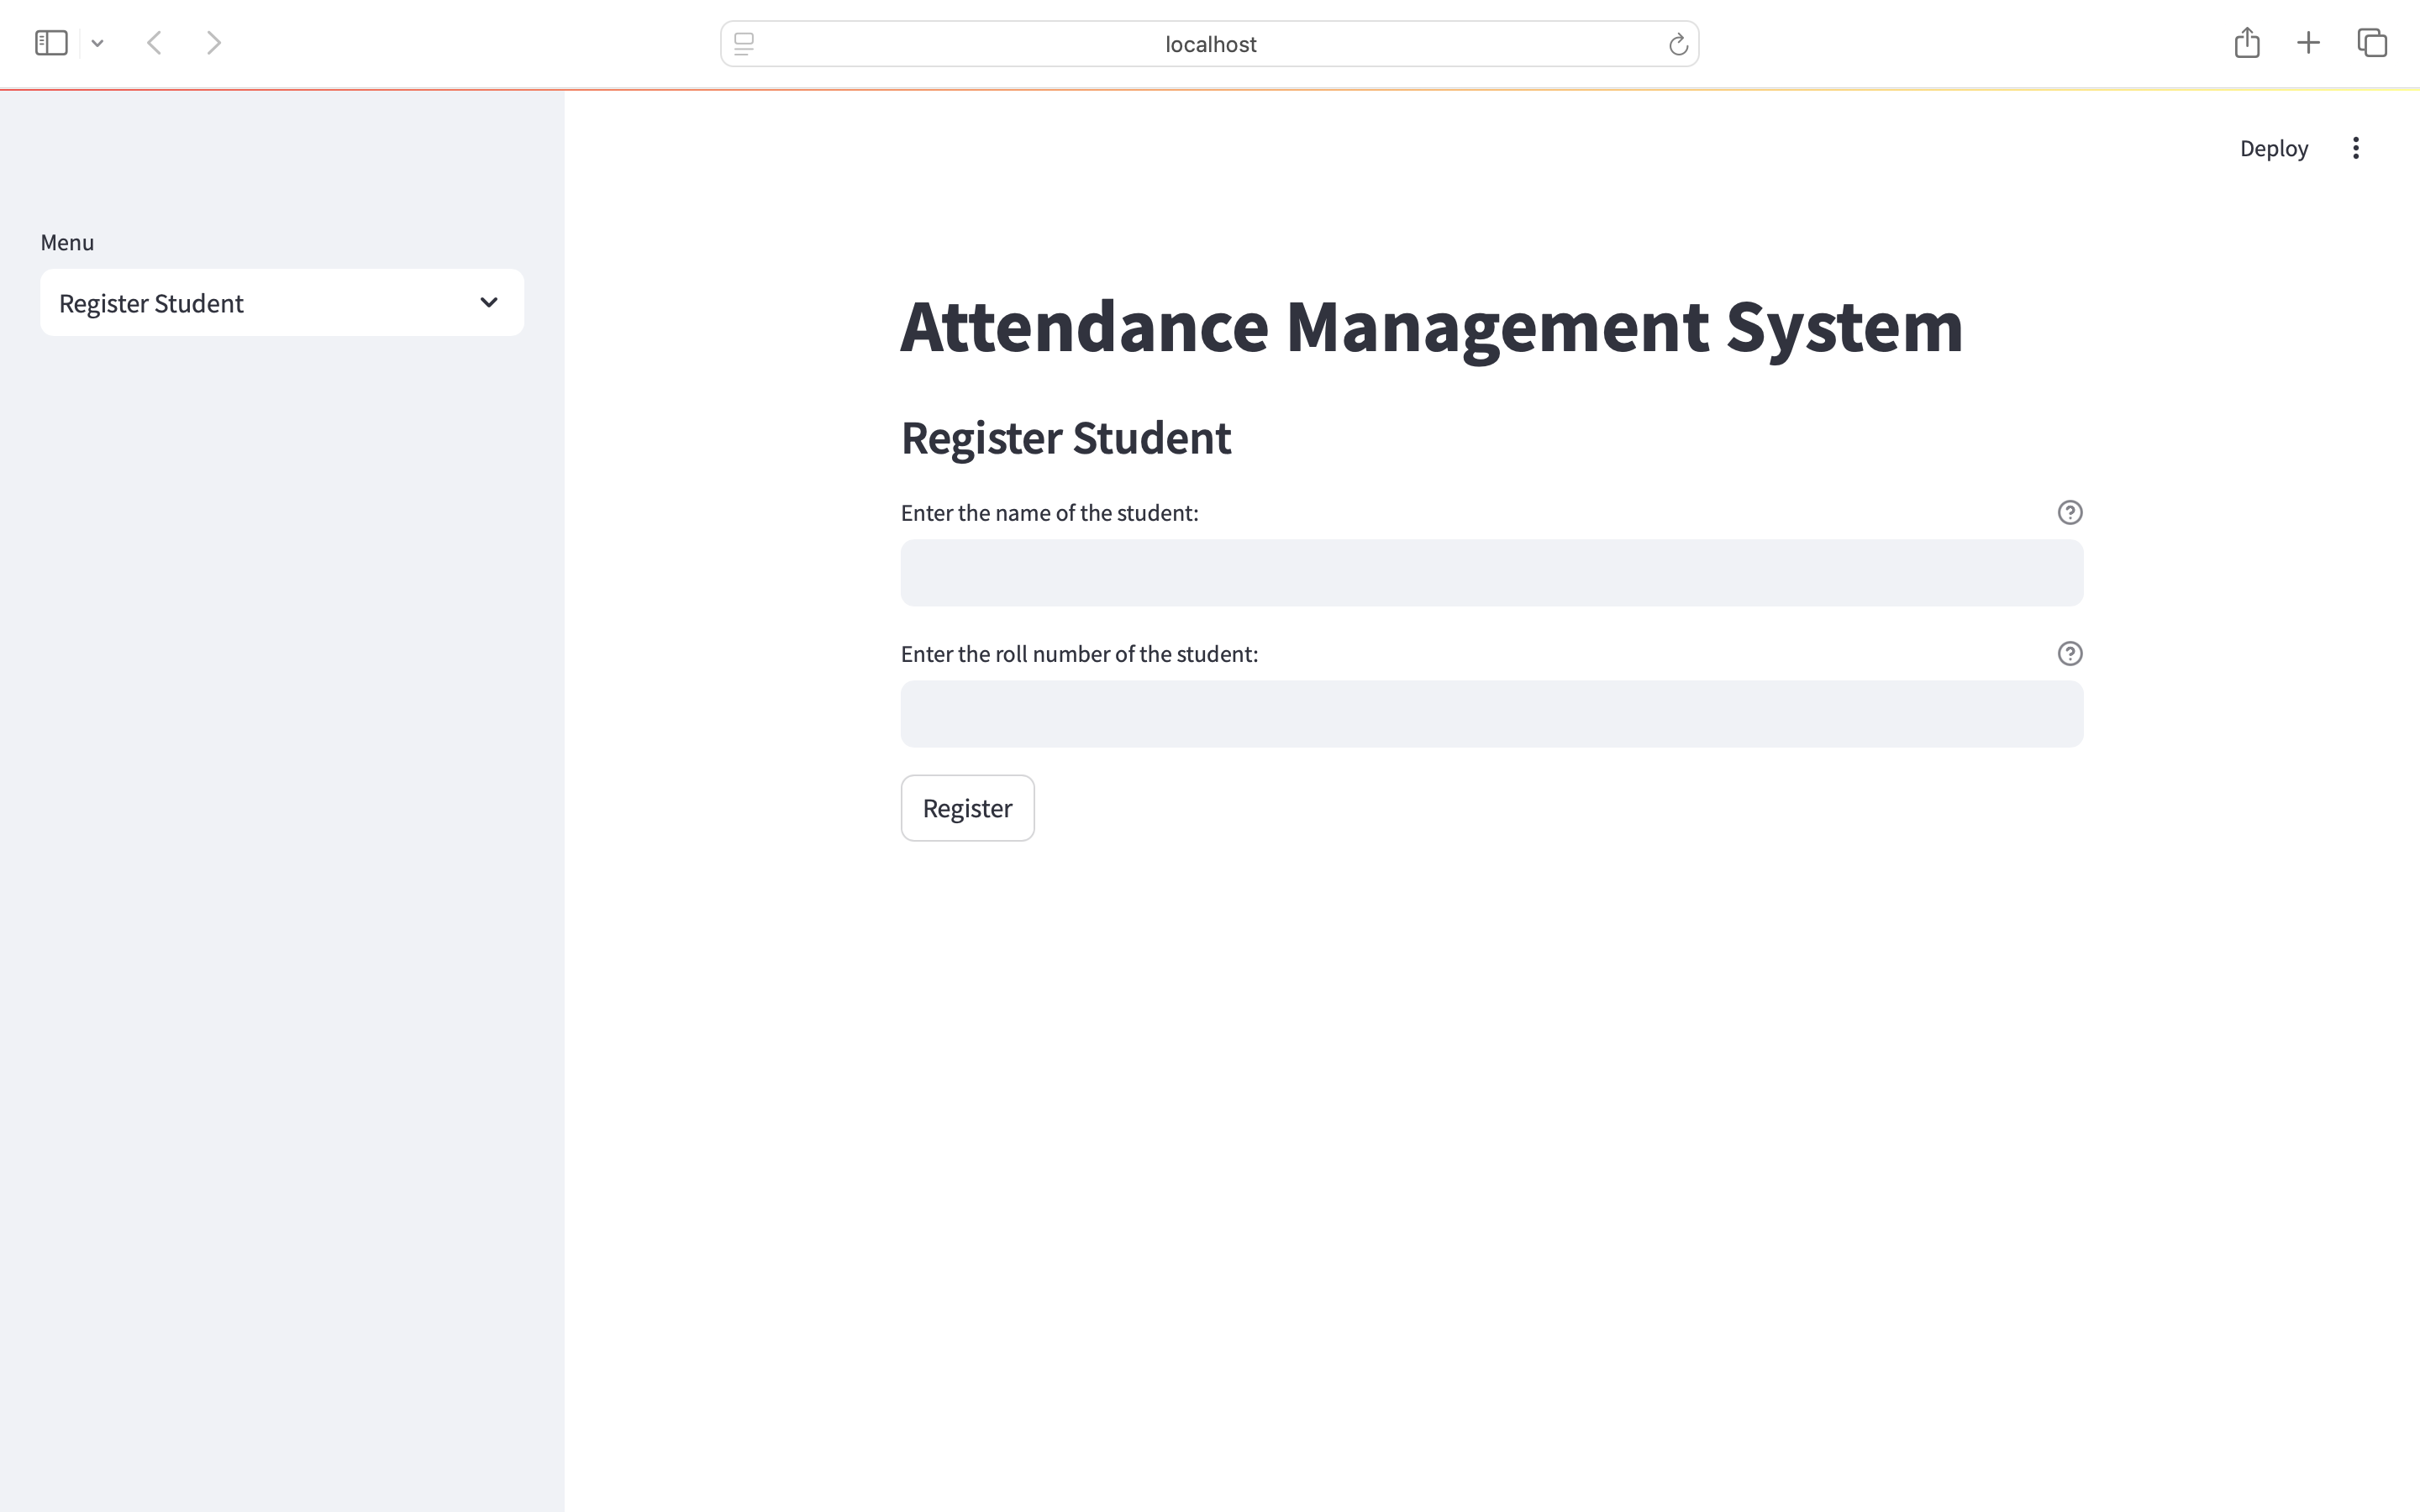 localhost
Deploy
Menu
Register Student
Attendance Management System
Register Student
Enter the name of the student:
Enter the roll number of the student:
Register